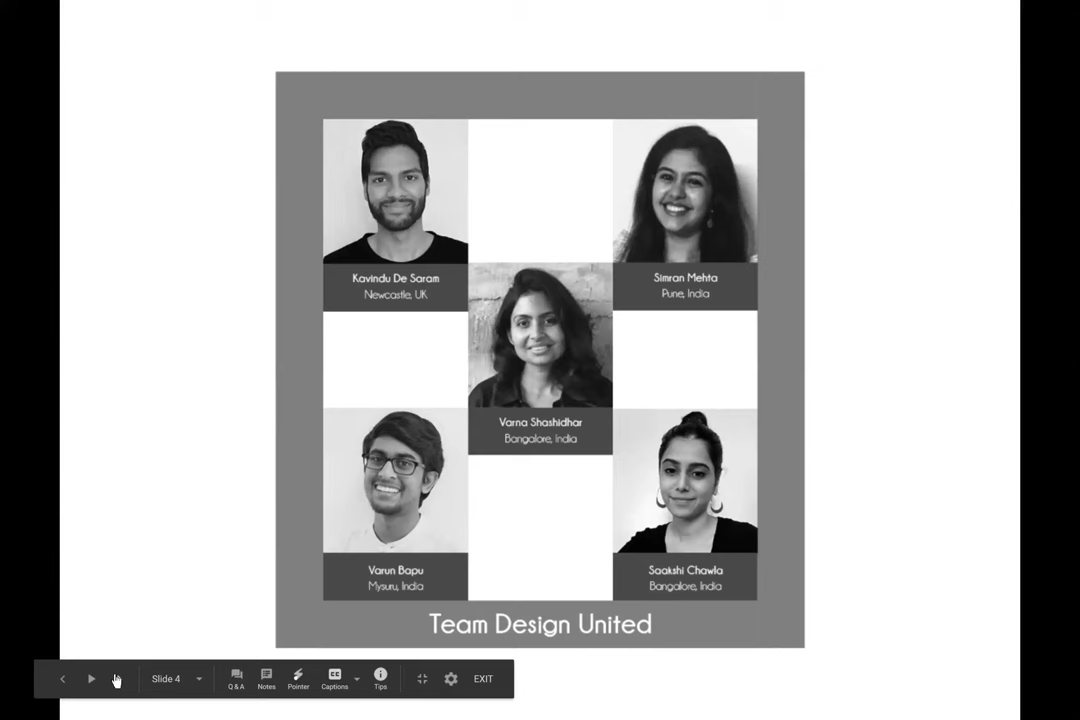 Kavindu De Saram
Newcastle, UK
Simran Mehta
Pune, India
Varna Shashidhar
Bangalore, India
Varun Bapu
Mysuru, India
Saakshi Chawla
Bangalore, India
Team Design United
Slide 4
Q & A
Notes
Pointer
CC
Captions
Tips
EXIT